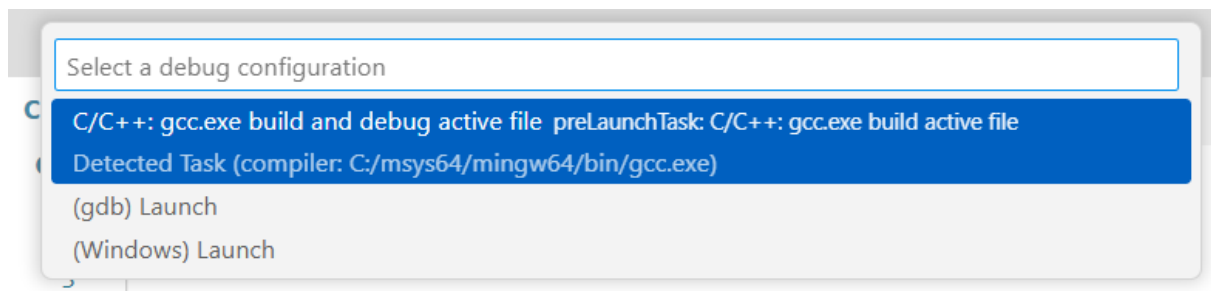 Select a debug configuration
C/C++: gcc.exe build and debug active file preLaunchTask: C/C++: gcc.exe build active file
Detected Task (compiler: C:/msys64/mingw64/bin/gcc.exe)
(gdb) Launch
(Windows) Launch